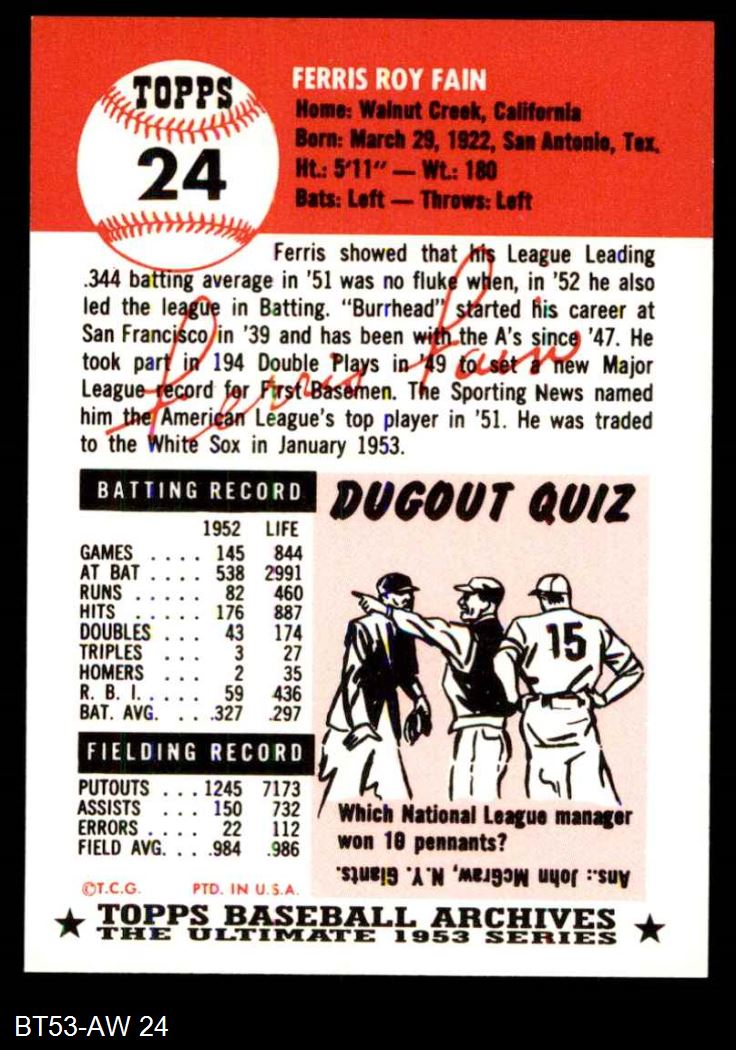 TOPPS
24
FERRIS ROY FAIN
Home: Walnut Creek, California
Born: March 29, 1922, San Antonio, Tex.
Ht.: 5'11" — Wt.: 180
Bats: Left — Throws: Left
Ferris showed that his League Leading
.344 batting average in '51 was no fluke when, in '52 he also
led the league in Batting. "Burrhead" started his career at
San Francisco in '39 and has been with the A's since '47. He
took part in 194 Double Plays in '49 to set a new Major
League record for First Basemen. The Sporting News named
him the American League's top player in '51. He was traded
to the White Sox in January 1953.
Ferris Fain
BATTING RECORD
1952 LIFE
GAMES .... 145 844
AT BAT .... 538 2991
RUNS .... 82 460
HITS .... 176 887
DOUBLES ... 43 174
TRIPLES ... 3 27
HOMERS ... 2 35
R. B. I. .... 59 436
BAT. AVG. ... .327 .297
FIELDING RECORD
PUTOUTS ...1245 7173
ASSISTS ... 150 732
ERRORS .... 22 112
FIELD AVG. ... .984 .986
DUGOUT QUIZ
15
Which National League manager
won 10 pennants?
Ans.: John McGraw, N.Y. Giants.
©T.C.G. PTD. IN U.S.A.
★ TOPPS BASEBALL ARCHIVES ★
THE ULTIMATE 1953 SERIES
BT53-AW 24